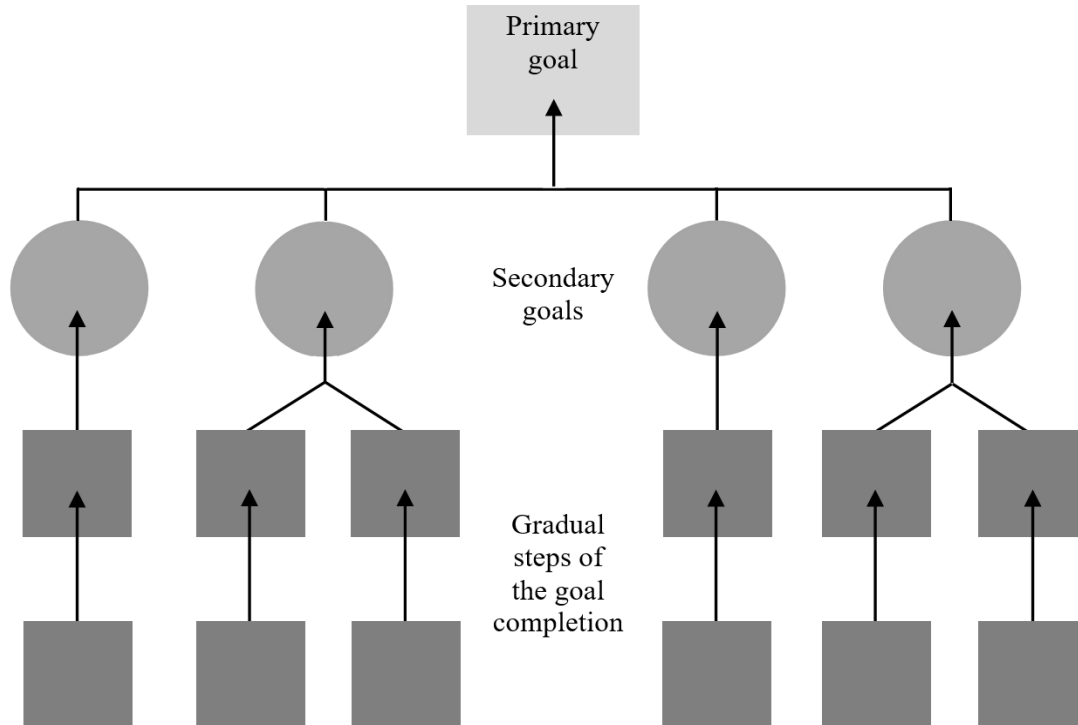 Primary
goal
Secondary
goals
Gradual
steps of
the goal
completion